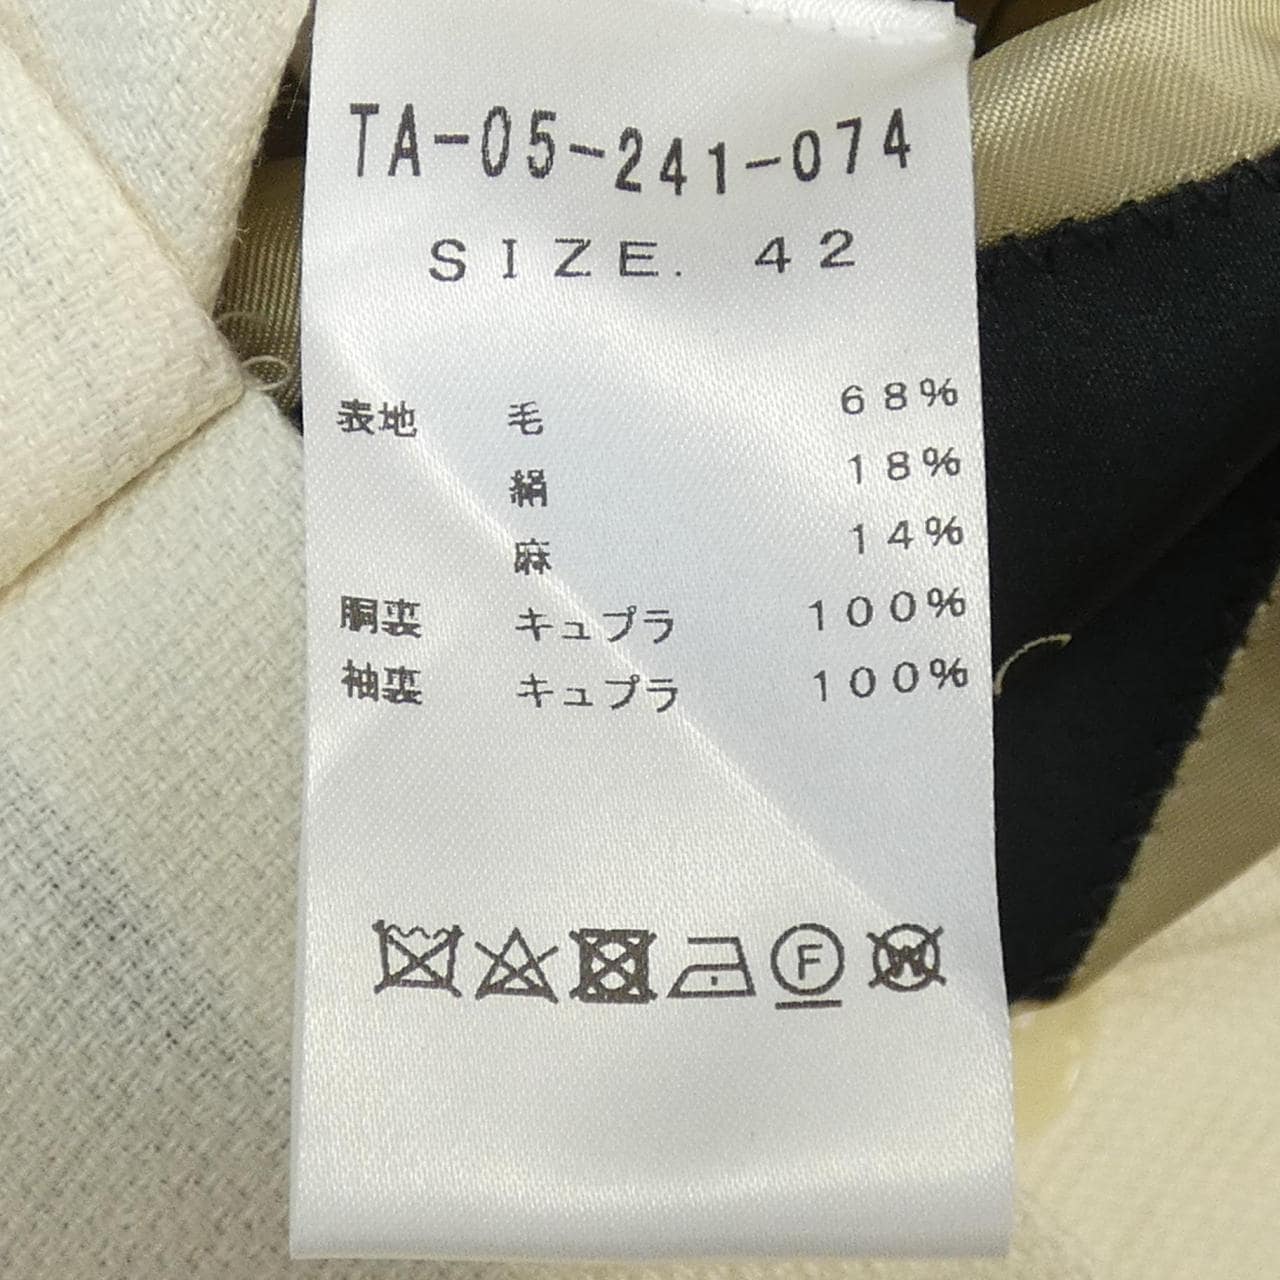 TA-05-241-074
SIZE. 42
表地 毛 68%
絹 18%
麻 14%
胴裏 キュプラ 100%
袖裏 キュプラ 100%
F W